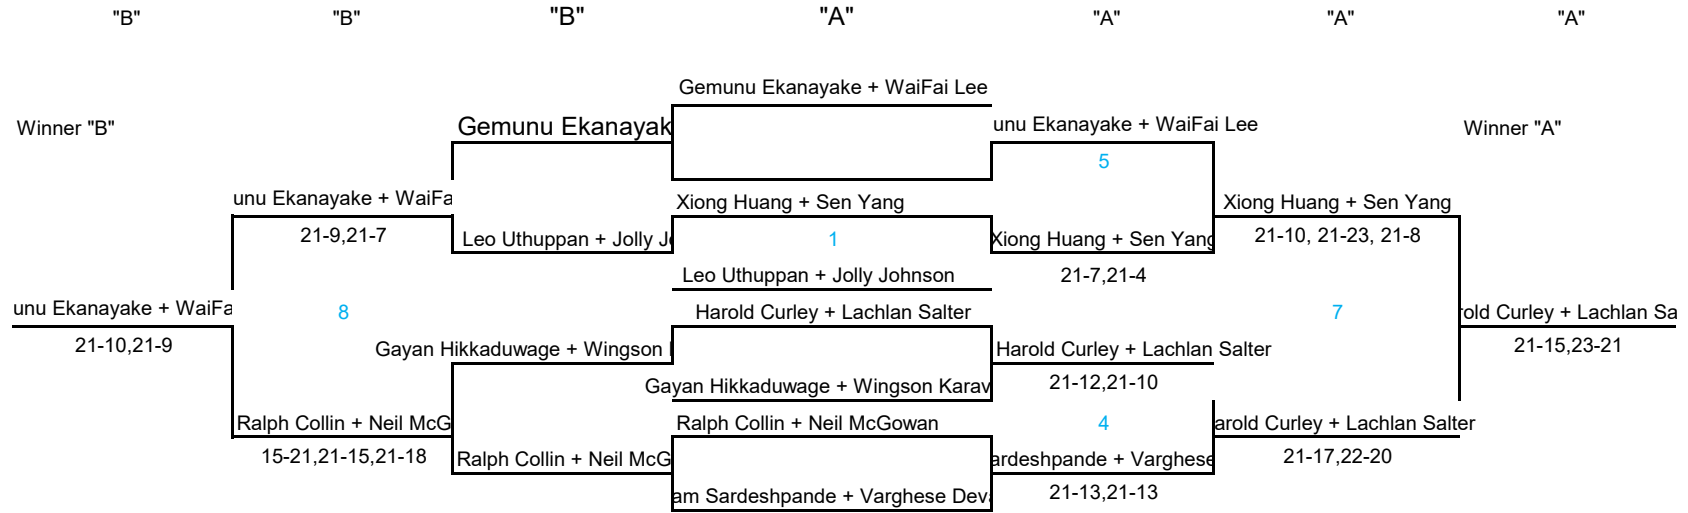 "B" "B" "B" "A" "A" "A" "A"
Gemunu Ekanayake + WaiFai Lee
Winner "B" Gemunu Ekanayak unu Ekanayake + WaiFai Lee Winner "A"
5
unu Ekanayake + WaiFa Xiong Huang + Sen Yang Xiong Huang + Sen Yang
21-9,21-7 Leo Uthuppan + Jolly Jo 1 Xiong Huang + Sen Yang 21-10, 21-23, 21-8
Leo Uthuppan + Jolly Johnson 21-7,21-4
unu Ekanayake + WaiFa 8 Harold Curley + Lachlan Salter 7 rold Curley + Lachlan Sa
21-10,21-9 Gayan Hikkaduwage + Wingson Harold Curley + Lachlan Salter 21-15,23-21
Gayan Hikkaduwage + Wingson Karav 21-12,21-10
Ralph Collin + Neil McG Ralph Collin + Neil McGowan 4 arold Curley + Lachlan Salter
15-21,21-15,21-18 Ralph Collin + Neil McG ardeshpande + Varghese 21-17,22-20
am Sardeshpande + Varghese Deva 21-13,21-13